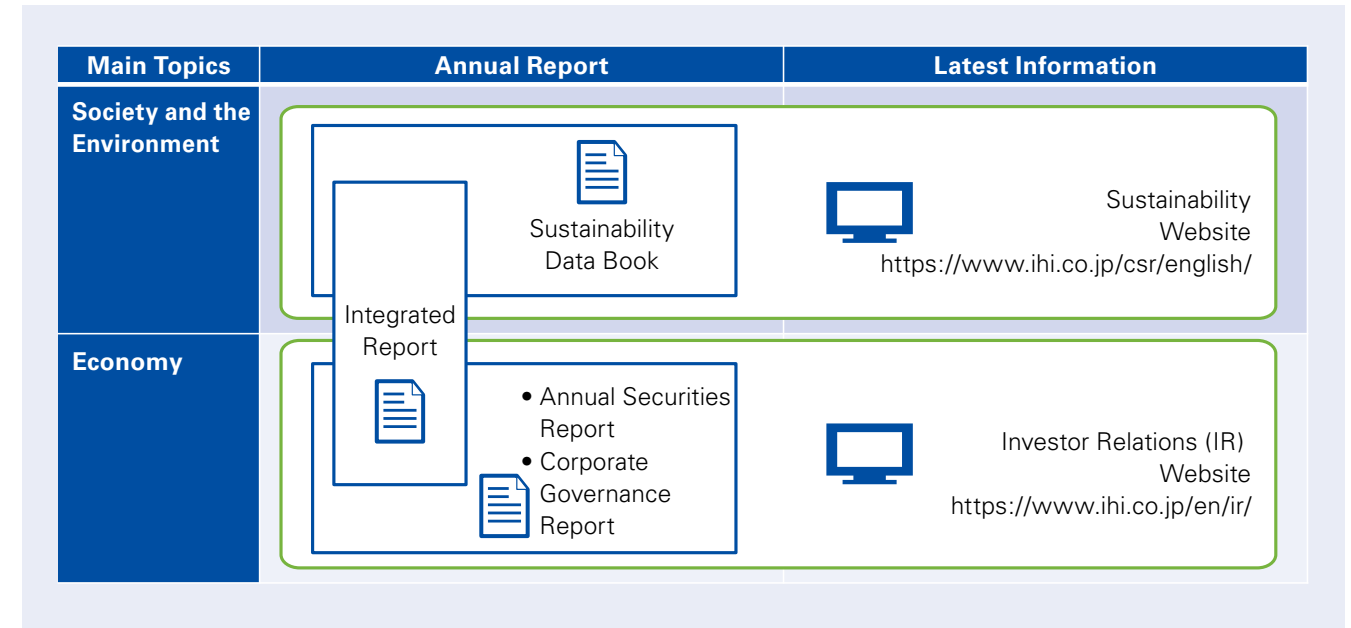 Main Topics
Annual Report
Latest Information
Society and the
Environment
Sustainability
Data Book
Sustainability
Website
https://www.ihi.co.jp/csr/english/
Integrated
Report
Economy
• Annual Securities
Report
• Corporate
Governance
Report
Investor Relations (IR)
Website
https://www.ihi.co.jp/en/ir/